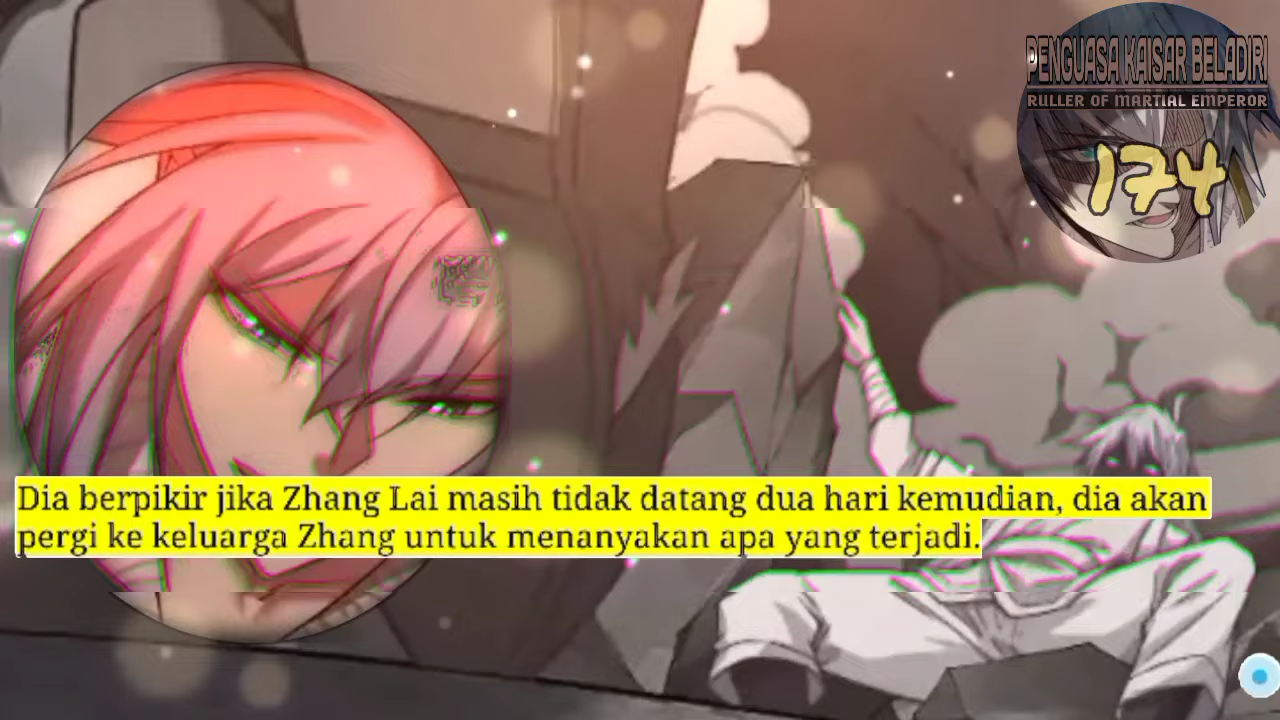 PENGUASA KAISAR BELADIRI
RULLER OF MARTIAL EMPEROR
174
Dia berpikir jika Zhang Lai masih tidak datang dua hari kemudian, dia akan
pergi ke keluarga Zhang untuk menanyakan apa yang terjadi.